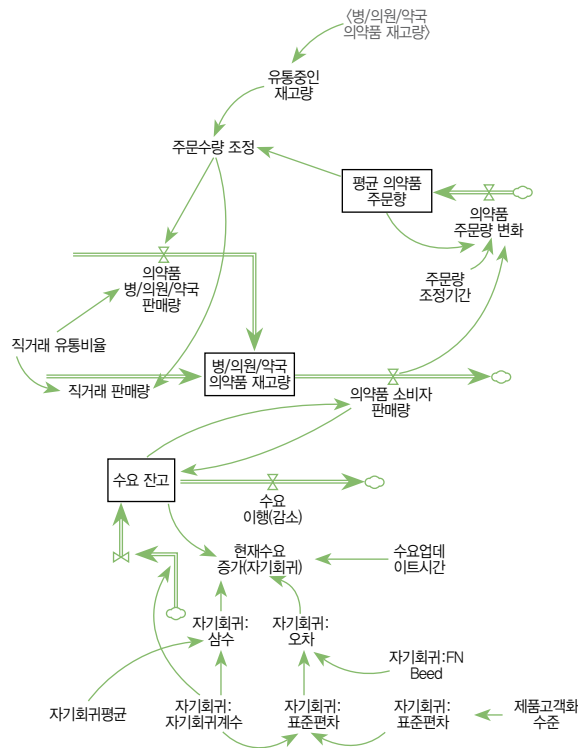 〈병/의원/약국
의약품 재고량〉
유통중인
재고량
주문수량 조정
평균 의약품
주문향
의약품
주문량 변화
의약품
병/의원/약국
판매량
주문량
조정기간
직거래 유통비율
직거래 판매량
병/의원/약국
의약품 재고량
의약품 소비자
판매량
수요 잔고
수요
이행(감소)
현재수요
증가(자기회귀)
수요업데
이트시간
자기회귀:
삼수
자기회귀:
오차
자기회귀:FN
Beed
자기회귀평균
자기회귀:
자기회귀계수
자기회귀:
표준편차
자기회귀:
표준편차
제품고객화
수준